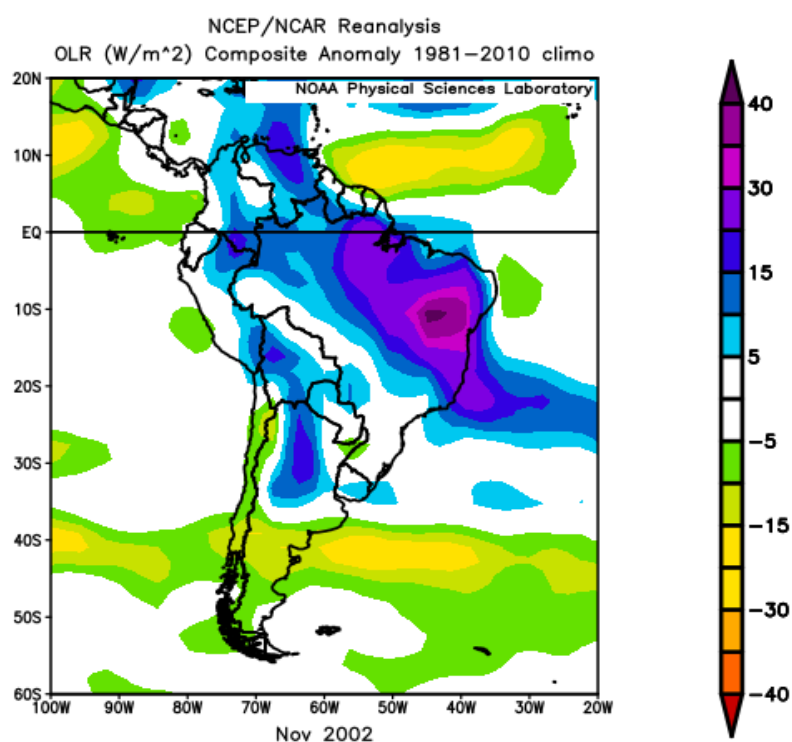 NCEP/NCAR Reanalysis
OLR (W/m^2) Composite Anomaly 1981-2010 climo
NOAA Physical Sciences Laboratory
20N
10N
EQ
10S
20S
30S
40S
50S
60S
100W 90W 80W 70W 60W 50W 40W 30W 20W
Nov 2002
40
30
15
5
-5
-15
-30
-40